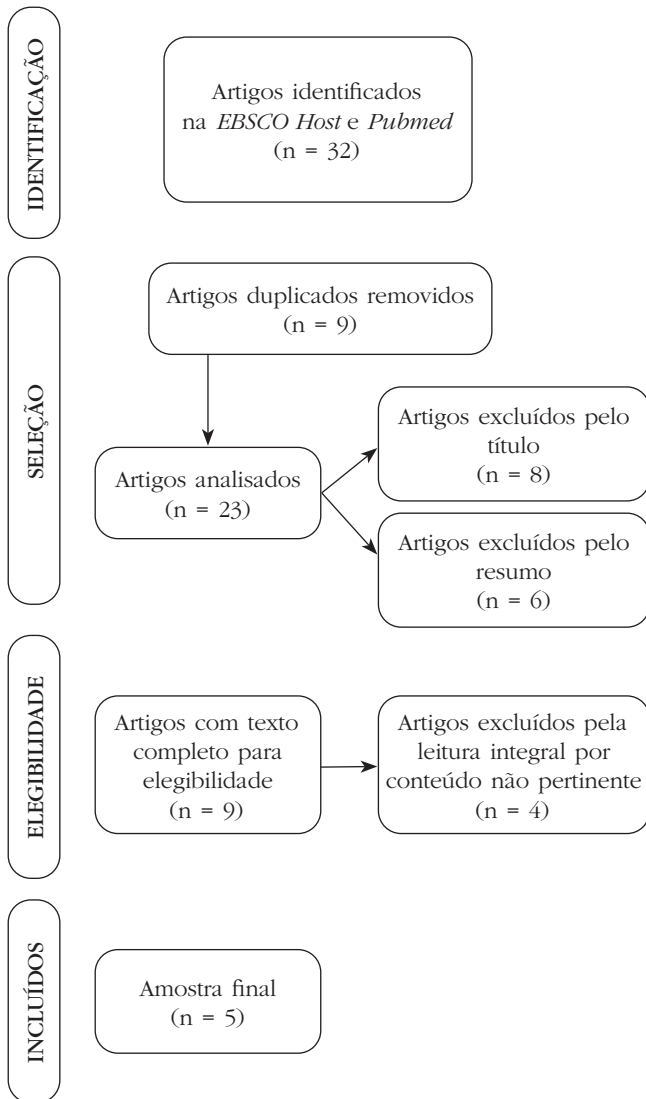 IDENTIFICAÇÃO
Artigos identificados
na EBSCO Host e Pubmed
(n = 32)
SELEÇÃO
Artigos duplicados removidos
(n = 9)
Artigos analisados
(n = 23)
Artigos excluídos pelo
título
(n = 8)
Artigos excluídos pelo
resumo
(n = 6)
ELEGIBILIDADE
Artigos com texto
completo para
elegibilidade
(n = 9)
Artigos excluídos pela
leitura integral por
conteúdo não pertinente
(n = 4)
INCLUÍDOS
Amostra final
(n = 5)